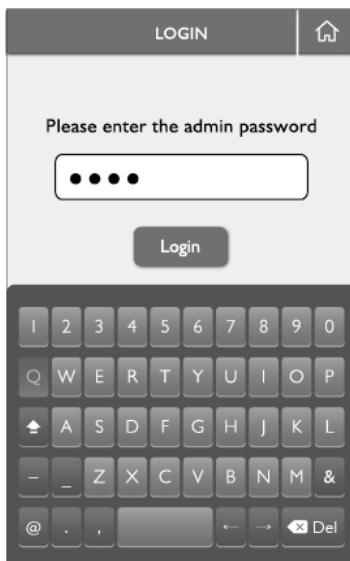 LOGIN
Please enter the admin password
••••
Login
1 2 3 4 5 6 7 8 9 0
Q W E R T Y U I O P
A S D F G H J K L
- _ Z X C V B N M &
@ . , ← → Del